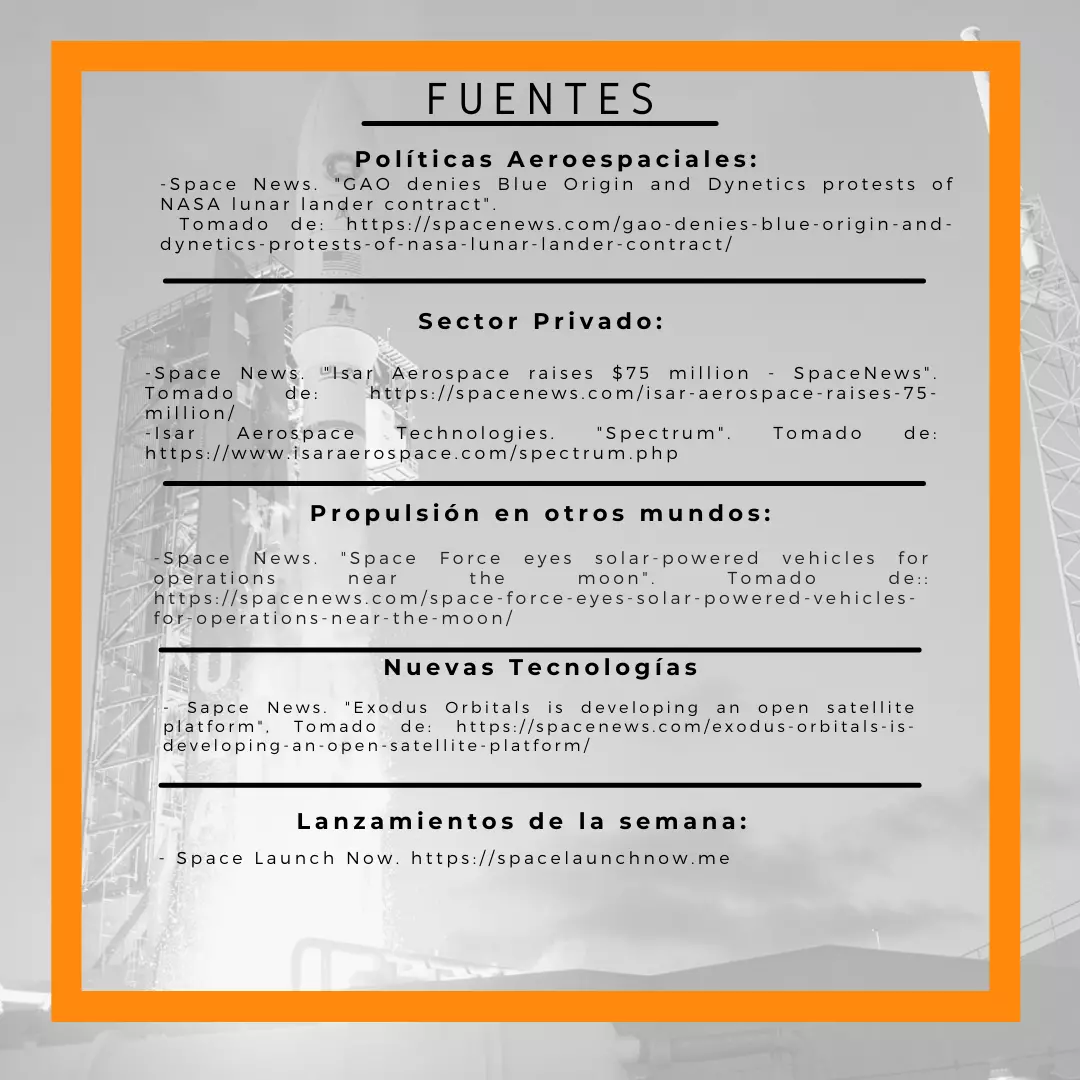 FUENTES
Políticas Aeroespaciales:
-Space News. "GAO denies Blue Origin and Dynetics protests of
NASA lunar lander contract".
Tomado de: https://spacenews.com/gao-denies-blue-origin-and-
dynetics-protests-of-nasa-lunar-lander-contract/
Sector Privado:
-Space News. "Isar Aerospace raises $75 million - SpaceNews".
Tomado de: https://spacenews.com/isar-aerospace-raises-75-
million/
-Isar Aerospace Technologies. "Spectrum". Tomado de:
https://www.isaraerospace.com/spectrum.php
Propulsión en otros mundos:
-Space News. "Space Force eyes solar-powered vehicles for
operations near the moon". Tomado de::
https://spacenews.com/space-force-eyes-solar-powered-vehicles-
for-operations-near-the-moon/
Nuevas Tecnologías
- Sapce News. "Exodus Orbitals is developing an open satellite
platform", Tomado de: https://spacenews.com/exodus-orbitals-is-
developing-an-open-satellite-platform/
Lanzamientos de la semana:
- Space Launch Now. https://spacelaunchnow.me